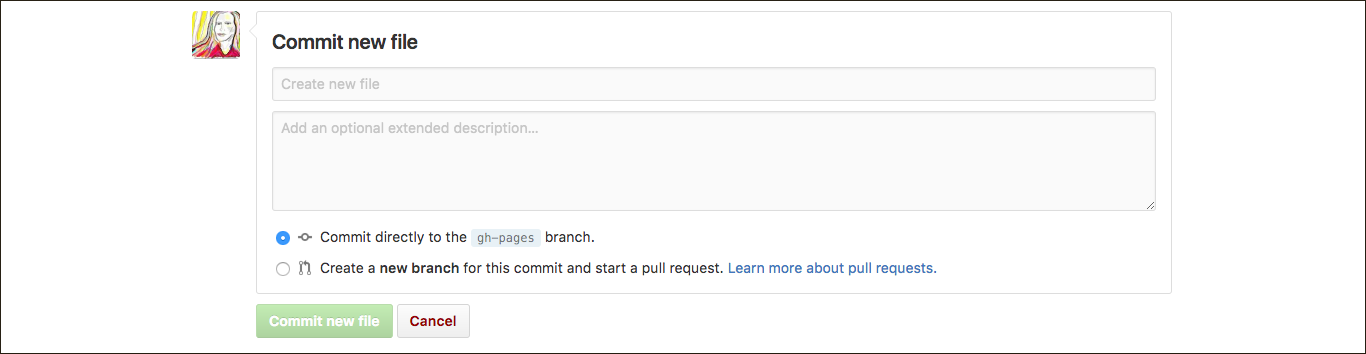 Commit new file
Create new file
Add an optional extended description...
Commit directly to the gh-pages branch.
Create a new branch for this commit and start a pull request. Learn more about pull requests.
Commit new file Cancel